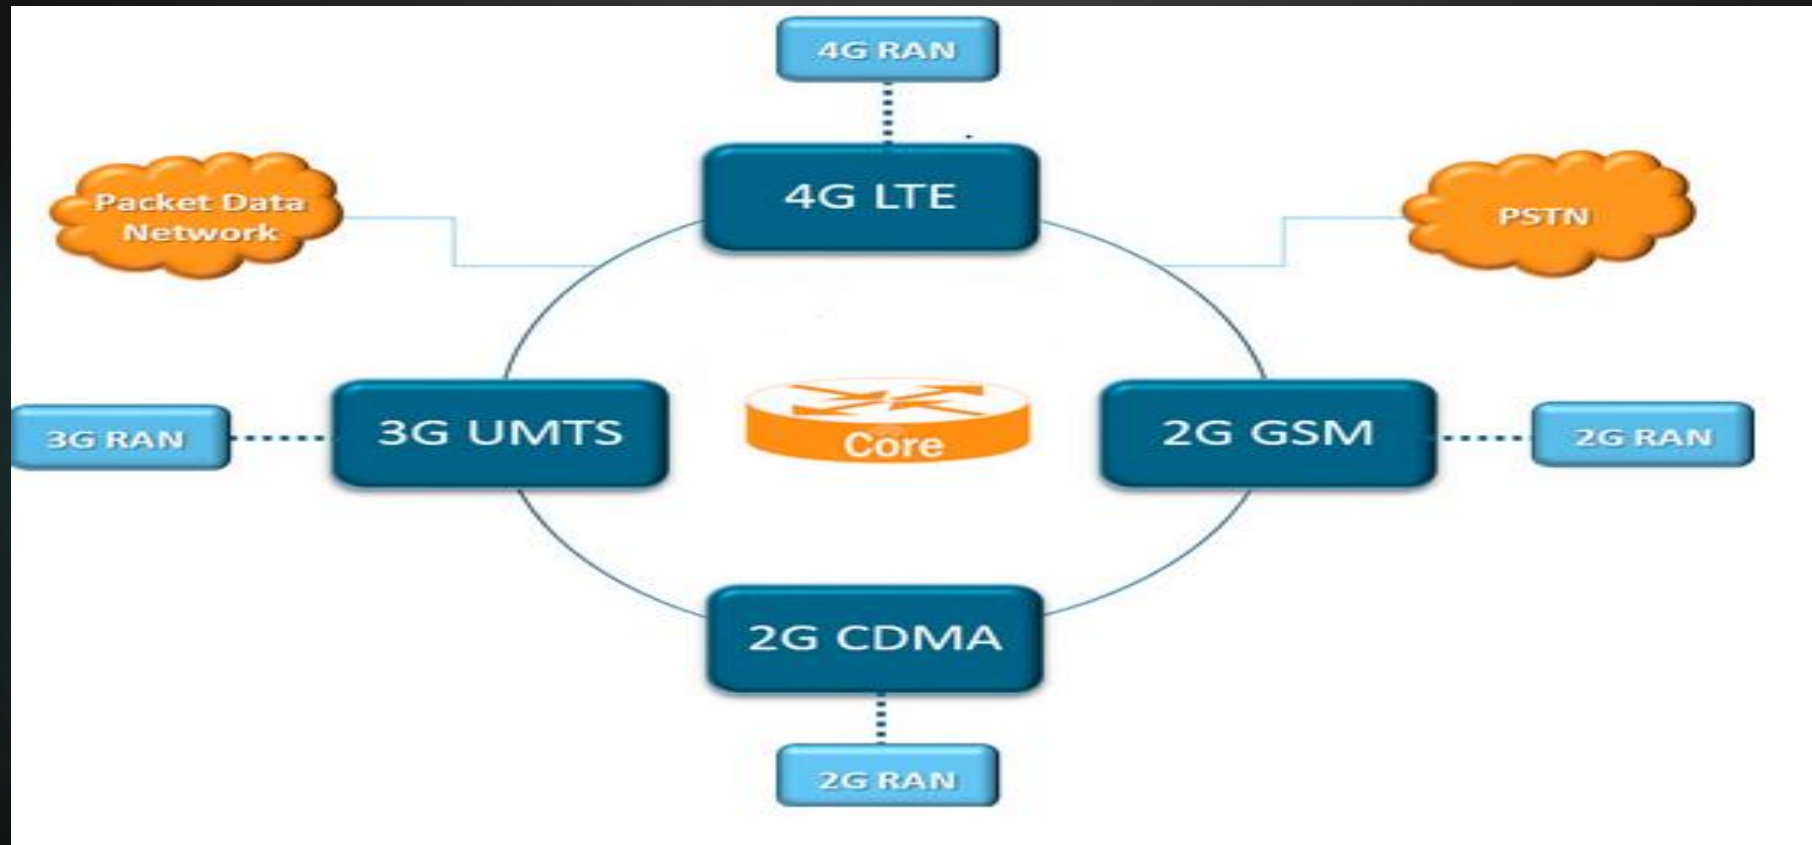 4G RAN
4G LTE
Packet Data
Network
PSTN
3G RAN
3G UMTS
Core
2G GSM
2G RAN
2G CDMA
2G RAN